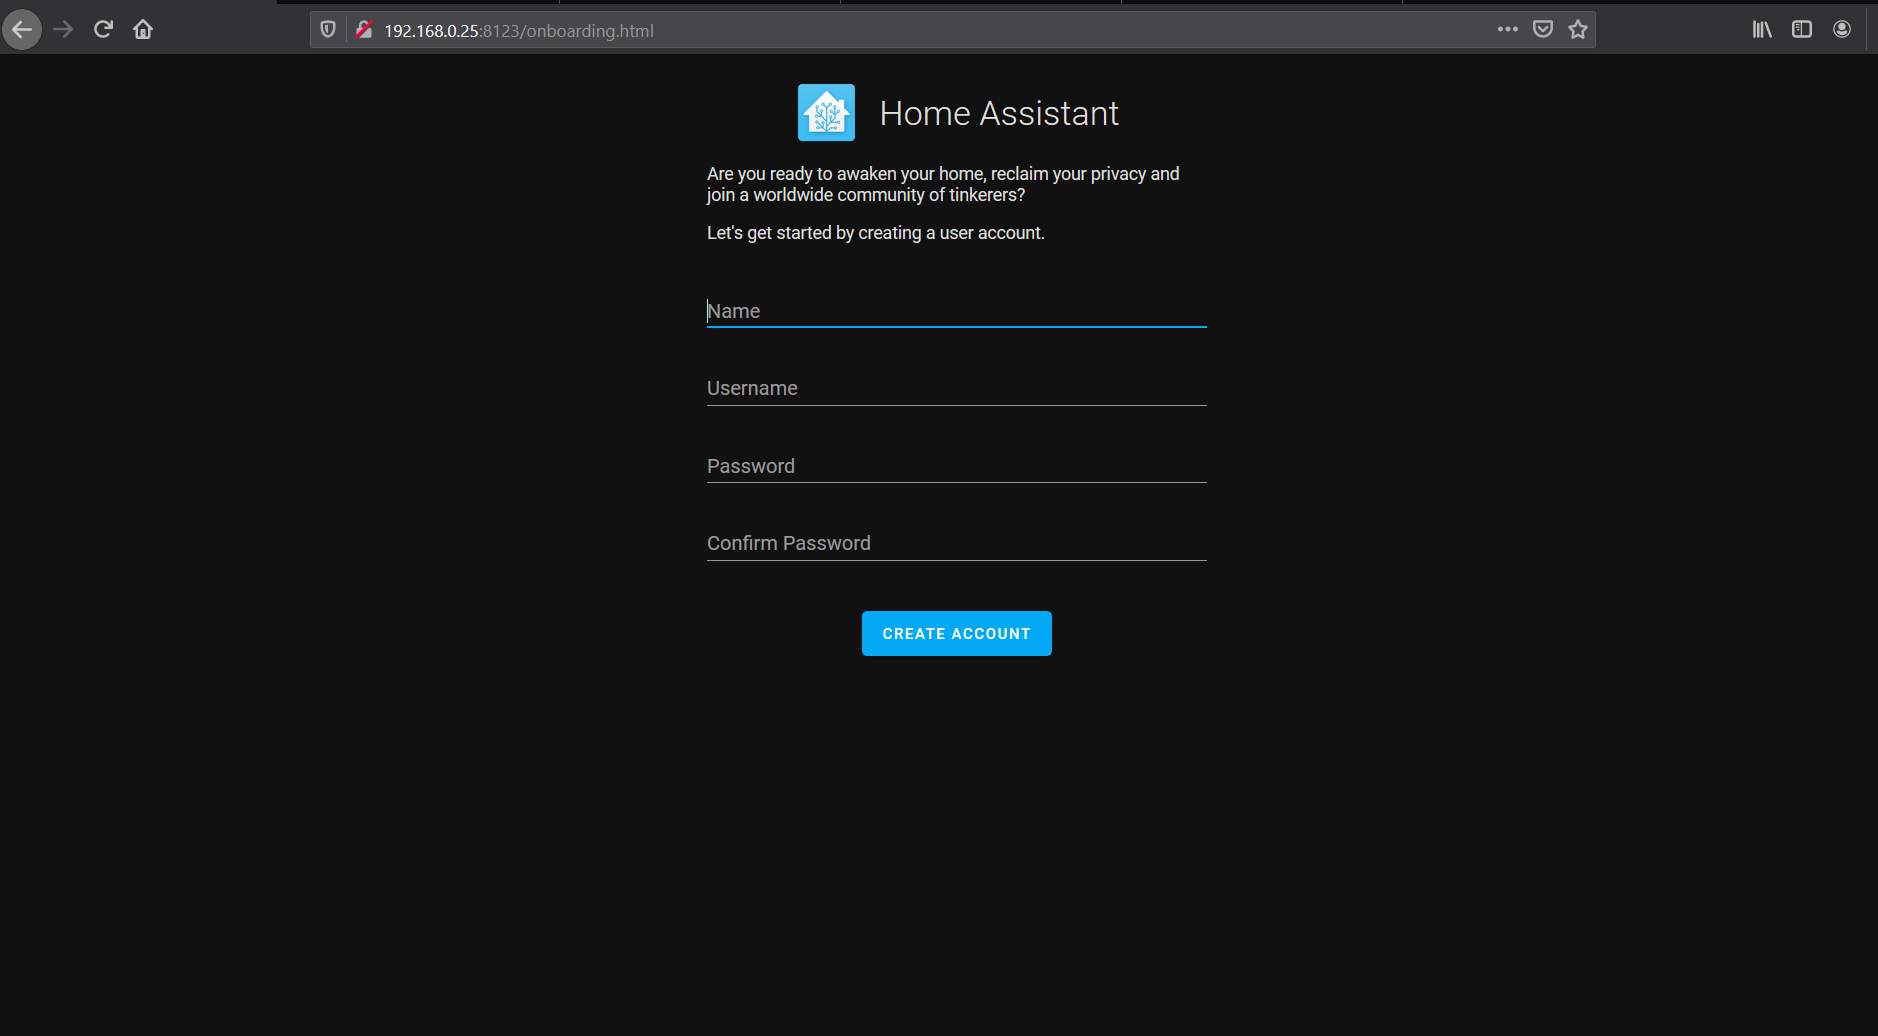 192.168.0.25:8123/onboarding.html
Home Assistant
Are you ready to awaken your home, reclaim your privacy and
join a worldwide community of tinkerers?
Let's get started by creating a user account.
Name
Username
Password
Confirm Password
CREATE ACCOUNT